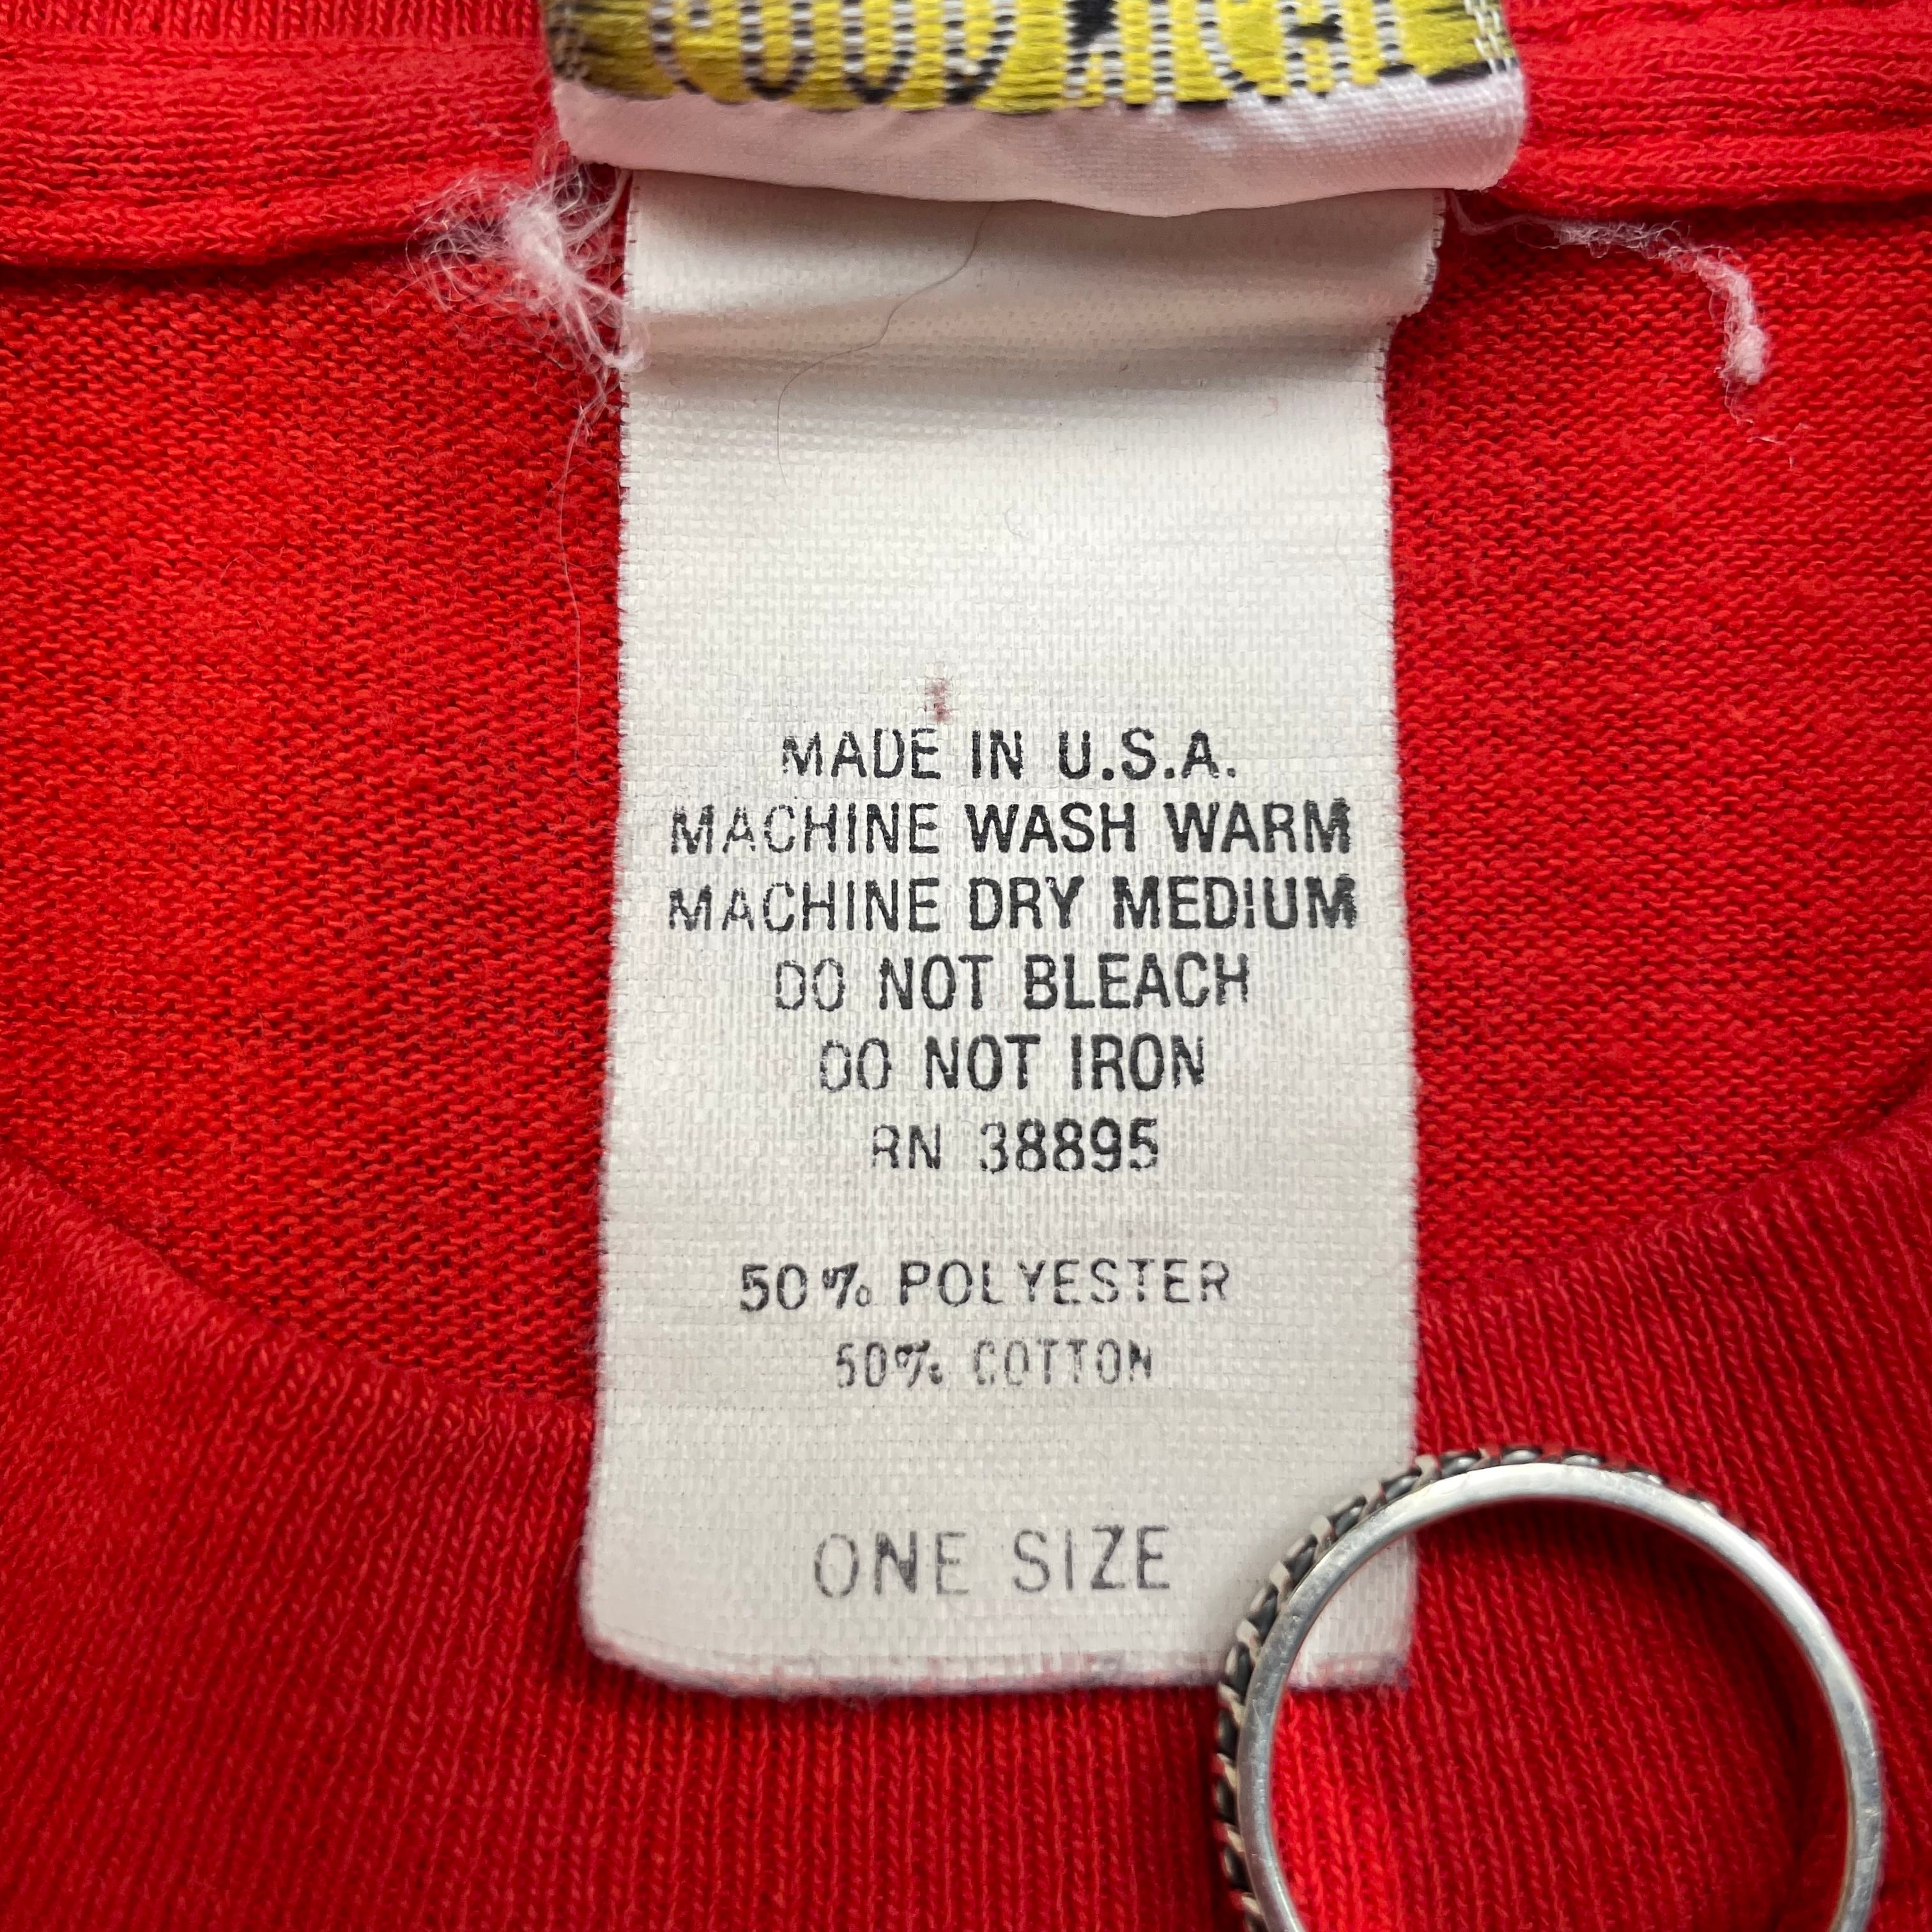 MADE IN U.S.A.
MACHINE WASH WARM
MACHINE DRY MEDIUM
DO NOT BLEACH
DO NOT IRON
RN 38895
50% POLYESTER
50% COTTON
ONE SIZE